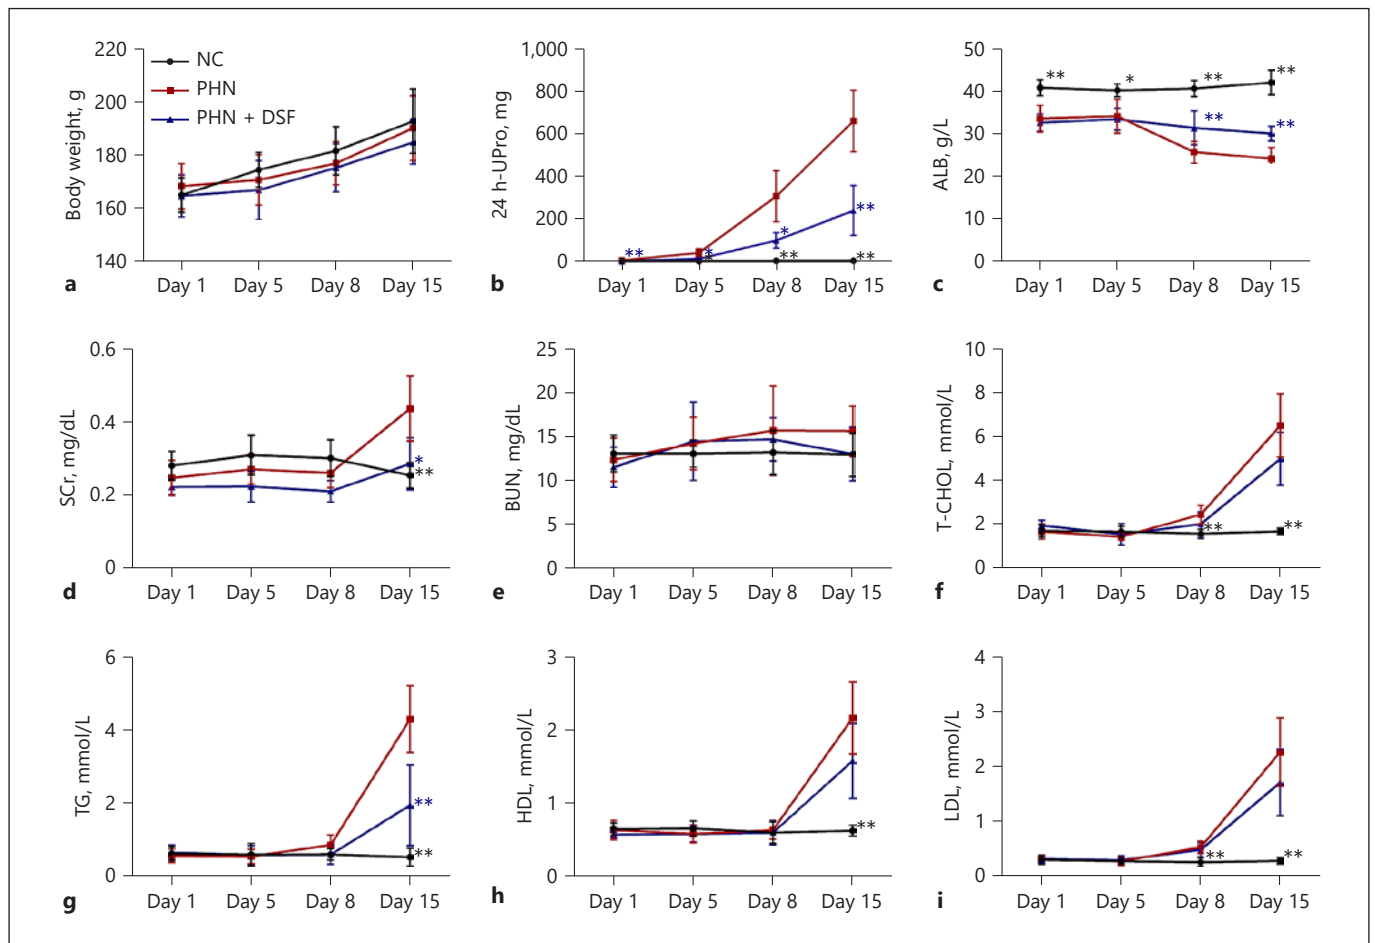 220
200
180
160
140
Body weight, g
NC
PHN
PHN + DSF
Day 1 Day 5 Day 8 Day 15
a
1,000
800
600
400
200
0
24 h-UPro, mg
** * * **
* ** **
Day 1 Day 5 Day 8 Day 15
b
50
40
30
20
10
0
ALB, g/L
** * ** **
** **
Day 1 Day 5 Day 8 Day 15
c
0.6
0.4
0.2
0
SCr, mg/dL
*
**
Day 1 Day 5 Day 8 Day 15
d
25
20
15
10
5
0
BUN, mg/dL
Day 1 Day 5 Day 8 Day 15
e
10
8
6
4
2
0
T-CHOL, mmol/L
** **
Day 1 Day 5 Day 8 Day 15
f
6
4
2
0
TG, mmol/L
**
**
Day 1 Day 5 Day 8 Day 15
g
3
2
1
0
HDL, mmol/L
**
Day 1 Day 5 Day 8 Day 15
h
4
3
2
1
0
LDL, mmol/L
** **
Day 1 Day 5 Day 8 Day 15
i